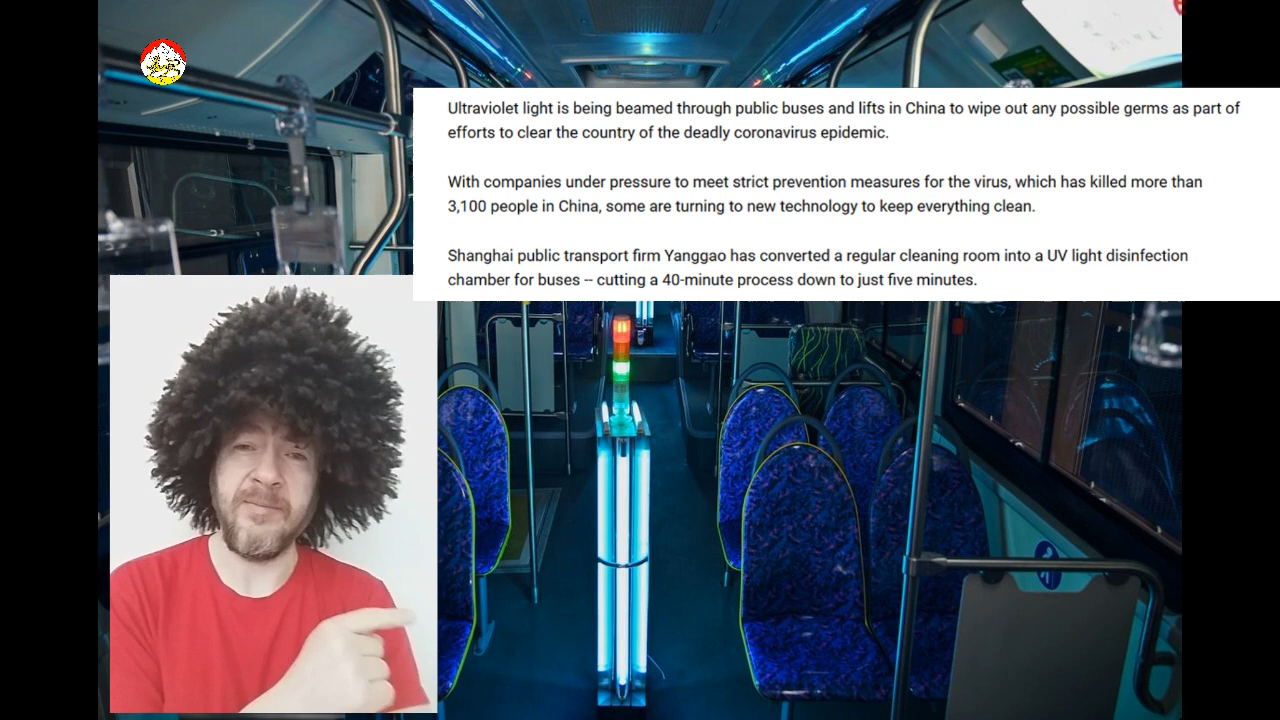 Ultraviolet light is being beamed through public buses and lifts in China to wipe out any possible germs as part of
efforts to clear the country of the deadly coronavirus epidemic.
With companies under pressure to meet strict prevention measures for the virus, which has killed more than
3,100 people in China, some are turning to new technology to keep everything clean.
Shanghai public transport firm Yanggao has converted a regular cleaning room into a UV light disinfection
chamber for buses -- cutting a 40-minute process down to just five minutes.